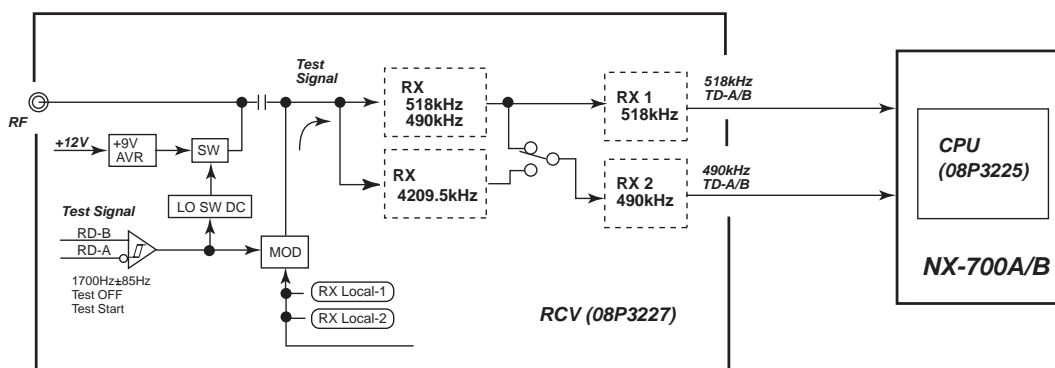 RF
Test
Signal
+12V
+9V
AVR
SW
LO SW DC
Test Signal
RD-B
RD-A
1700Hz±85Hz
Test OFF
Test Start
MOD
RX Local-1
RX Local-2
RX
518kHz
490kHz
RX
4209.5kHz
RX 1
518kHz
RX 2
490kHz
RCV (08P3227)
518kHz
TD-A/B
490kHz
TD-A/B
CPU
(08P3225)
NX-700A/B